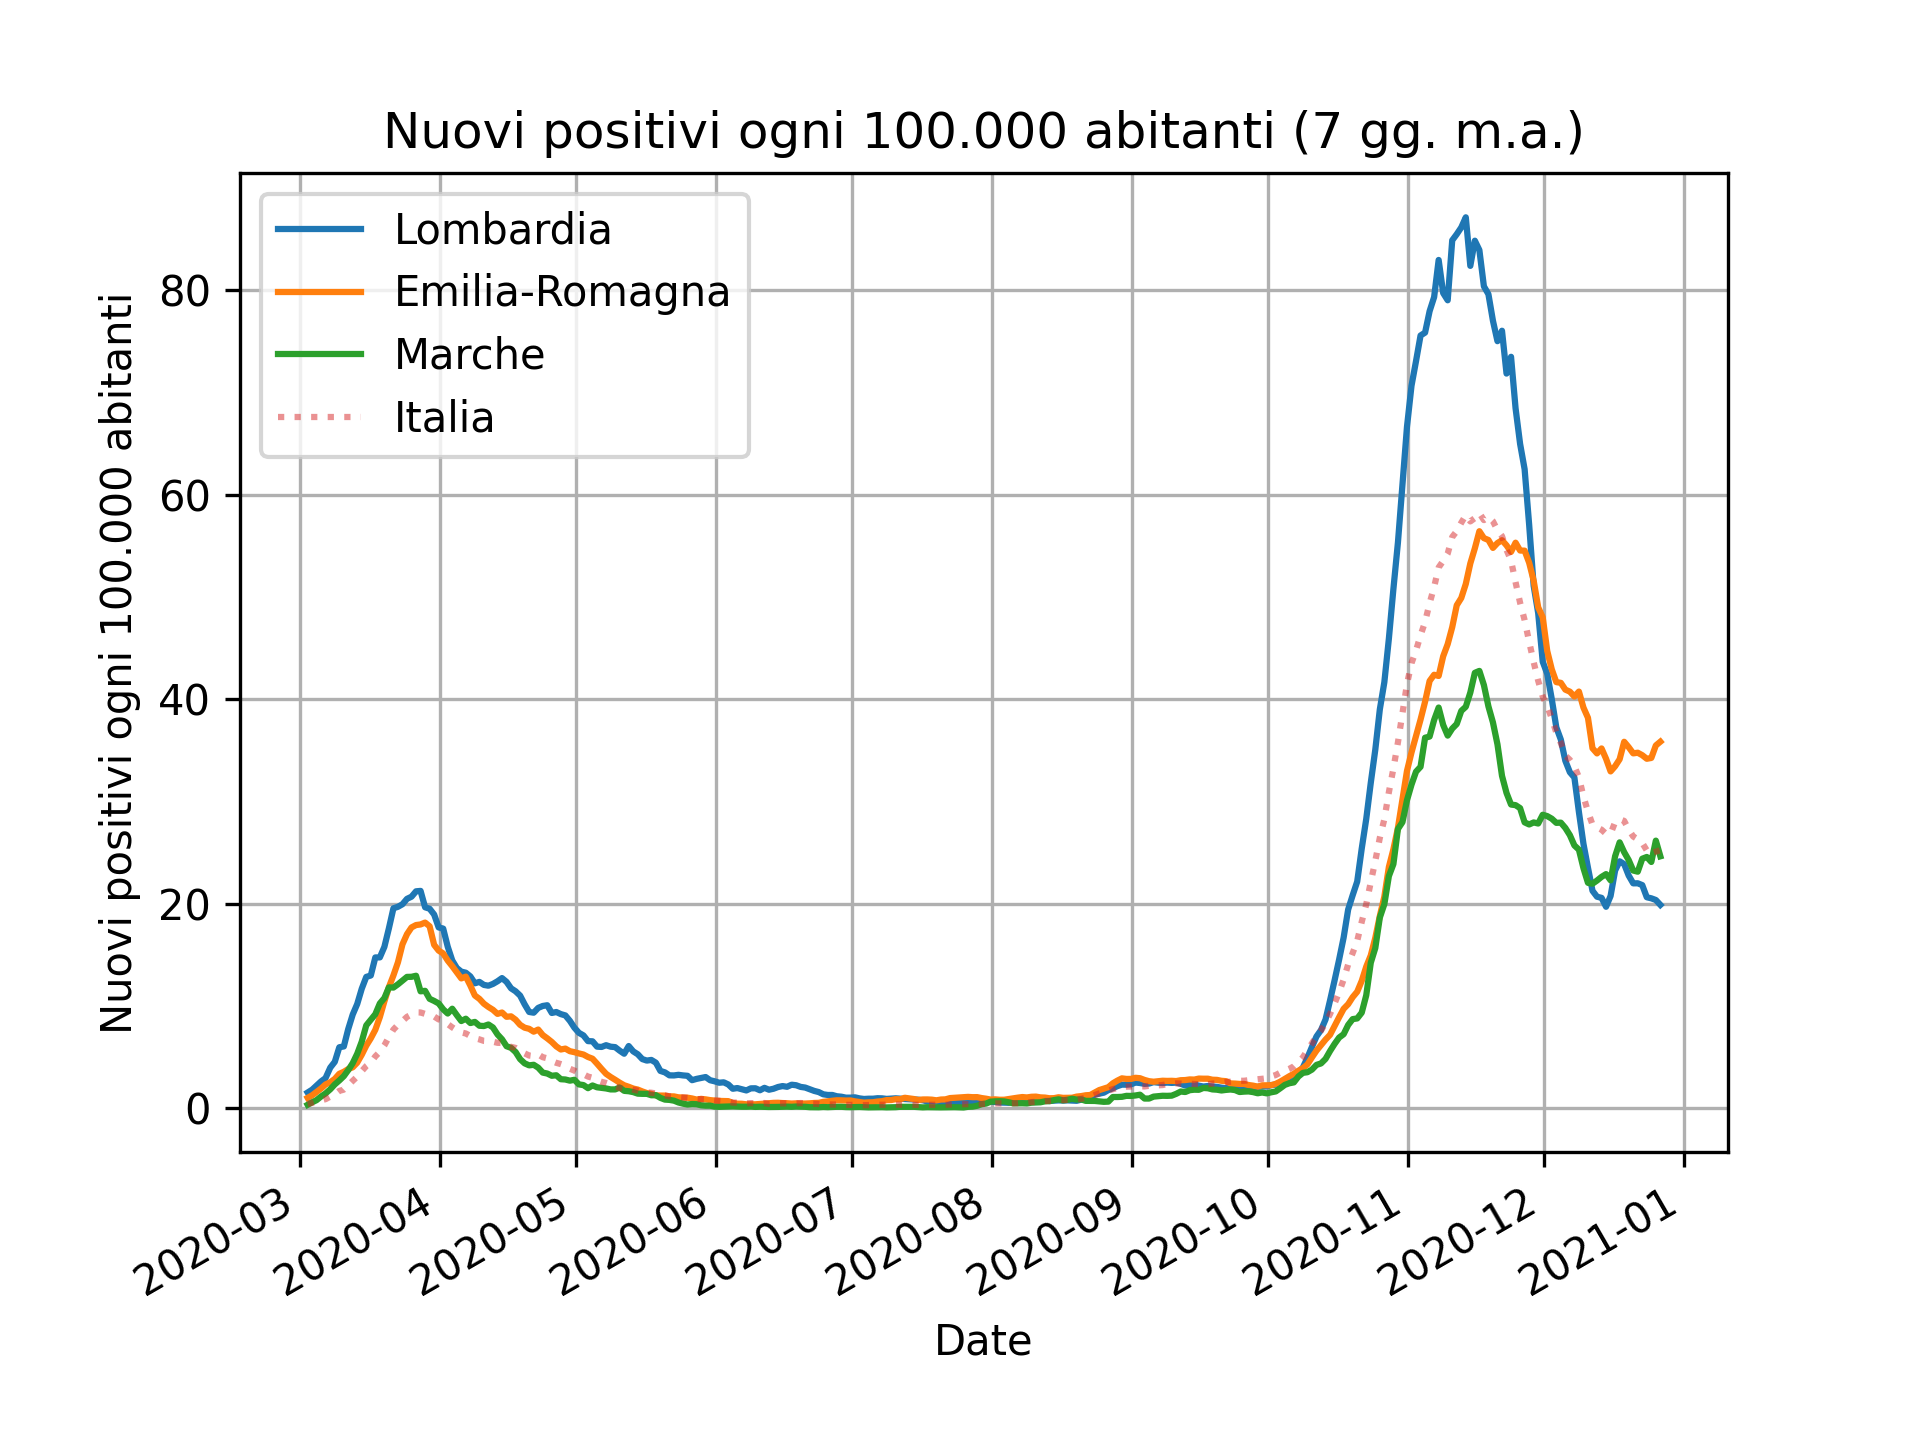 Nuovi positivi ogni 100.000 abitanti (7 gg. m.a.)
Lombardia
Emilia-Romagna
Marche
Italia
Nuovi positivi ogni 100.000 abitanti
80
60
40
20
0
2020-03
2020-04
2020-05
2020-06
2020-07
2020-08
2020-09
2020-10
2020-11
2020-12
2021-01
Date